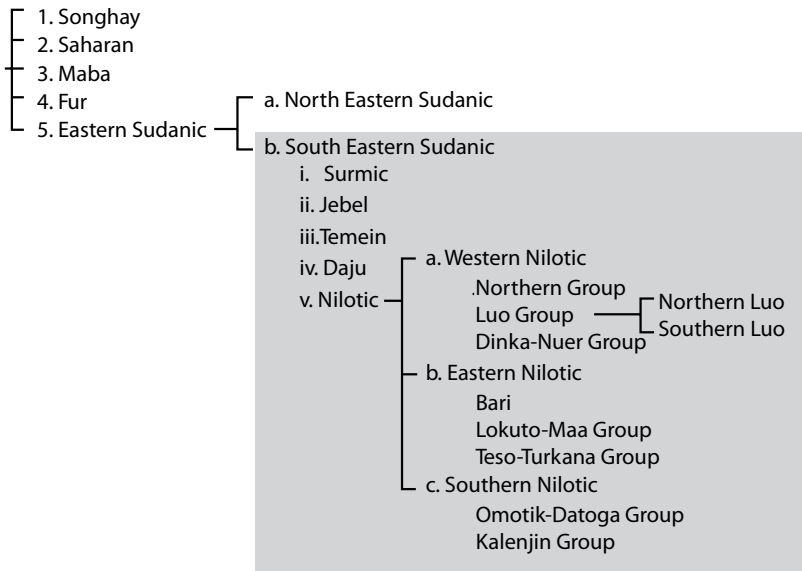 1. Songhay
2. Saharan
3. Maba
4. Fur
5. Eastern Sudanic
a. North Eastern Sudanic
b. South Eastern Sudanic
i. Surmic
ii. Jebel
iii.Temein
iv. Daju
v. Nilotic
a. Western Nilotic
.Northern Group
Luo Group
Northern Luo
Southern Luo
Dinka-Nuer Group
b. Eastern Nilotic
Bari
Lokuto-Maa Group
Teso-Turkana Group
c. Southern Nilotic
Omotik-Datoga Group
Kalenjin Group